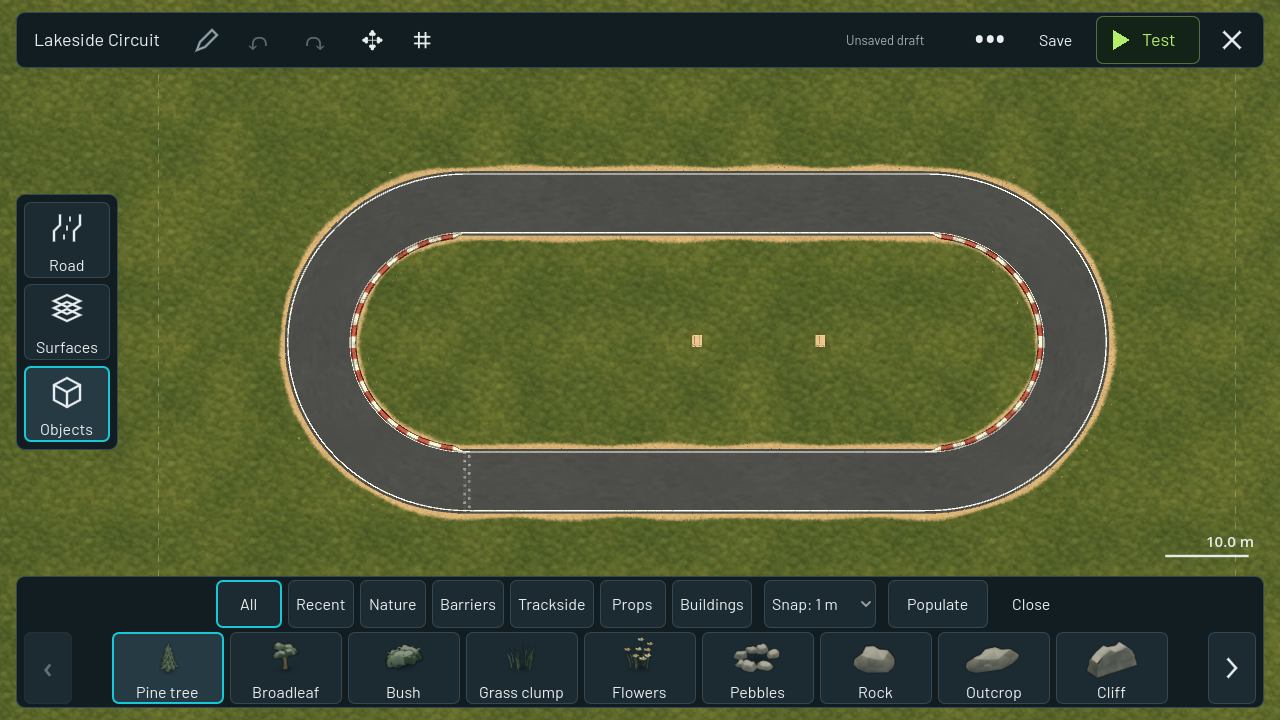 Lakeside Circuit
Unsaved draft
Save
Test
Road
Surfaces
Objects
10.0 m
All
Recent
Nature
Barriers
Trackside
Props
Buildings
Snap: 1 m
Populate
Close
Pine tree
Broadleaf
Bush
Grass clump
Flowers
Pebbles
Rock
Outcrop
Cliff